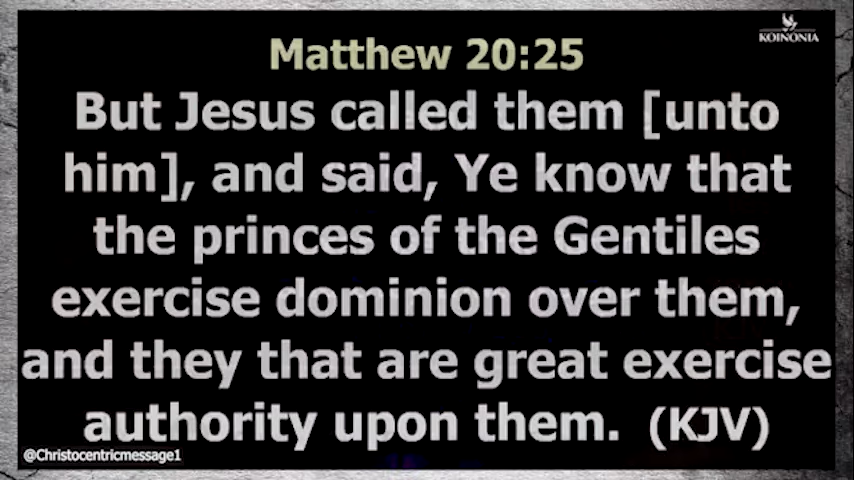 KOINONIA
Matthew 20:25
But Jesus called them [unto
him], and said, Ye know that
the princes of the Gentiles
exercise dominion over them,
and they that are great exercise
authority upon them. (KJV)
@Christocentricmessage1